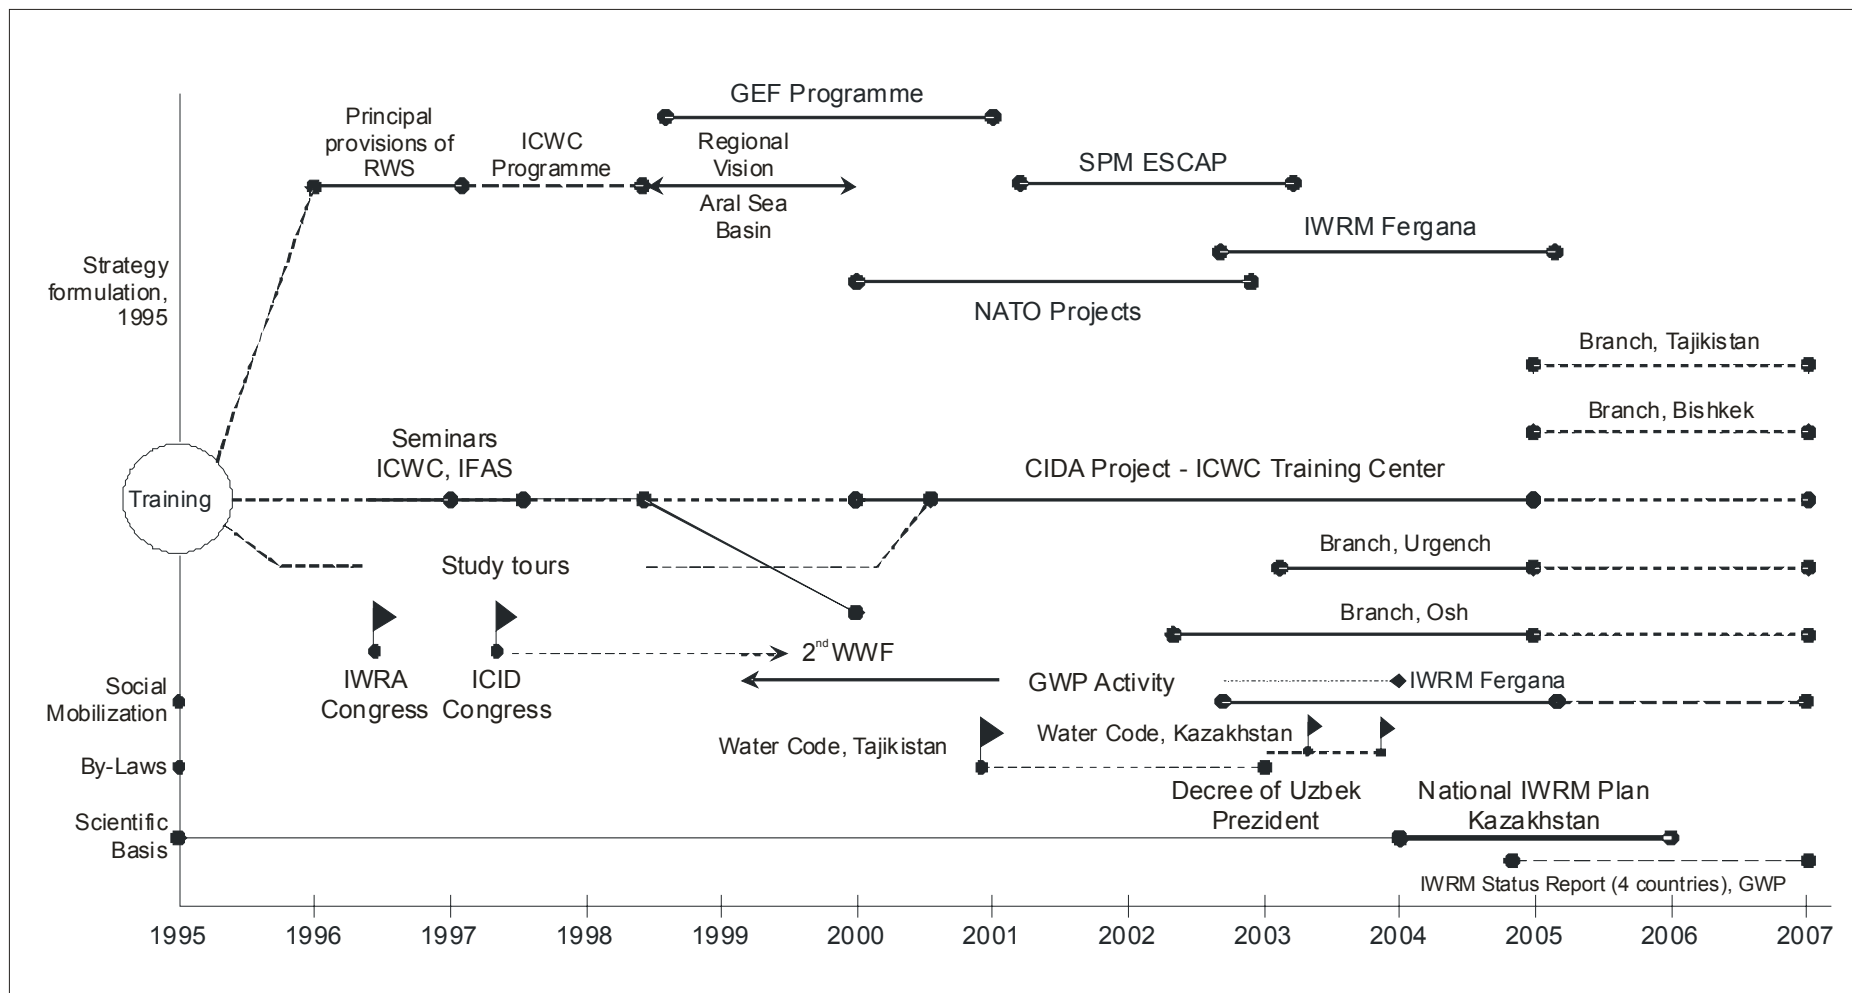 GEF Programme
Principal
provisions of
RWS
ICWC
Programme
Regional
Vision
Aral Sea
Basin
SPM ESCAP
IWRM Fergana
NATO Projects
Strategy
formulation,
1995
Branch, Tajikistan
Branch, Bishkek
Seminars
ICWC, IFAS
CIDA Project - ICWC Training Center
Training
Branch, Urgench
Study tours
Branch, Osh
2nd WWF
IWRA
Congress
ICID
Congress
GWP Activity
IWRM Fergana
Social
Mobilization
Water Code, Tajikistan
Water Code, Kazakhstan
By-Laws
Decree of Uzbek
Prezident
National IWRM Plan
Kazakhstan
Scientific
Basis
IWRM Status Report (4 countries), GWP
1995 1996 1997 1998 1999 2000 2001 2002 2003 2004 2005 2006 2007